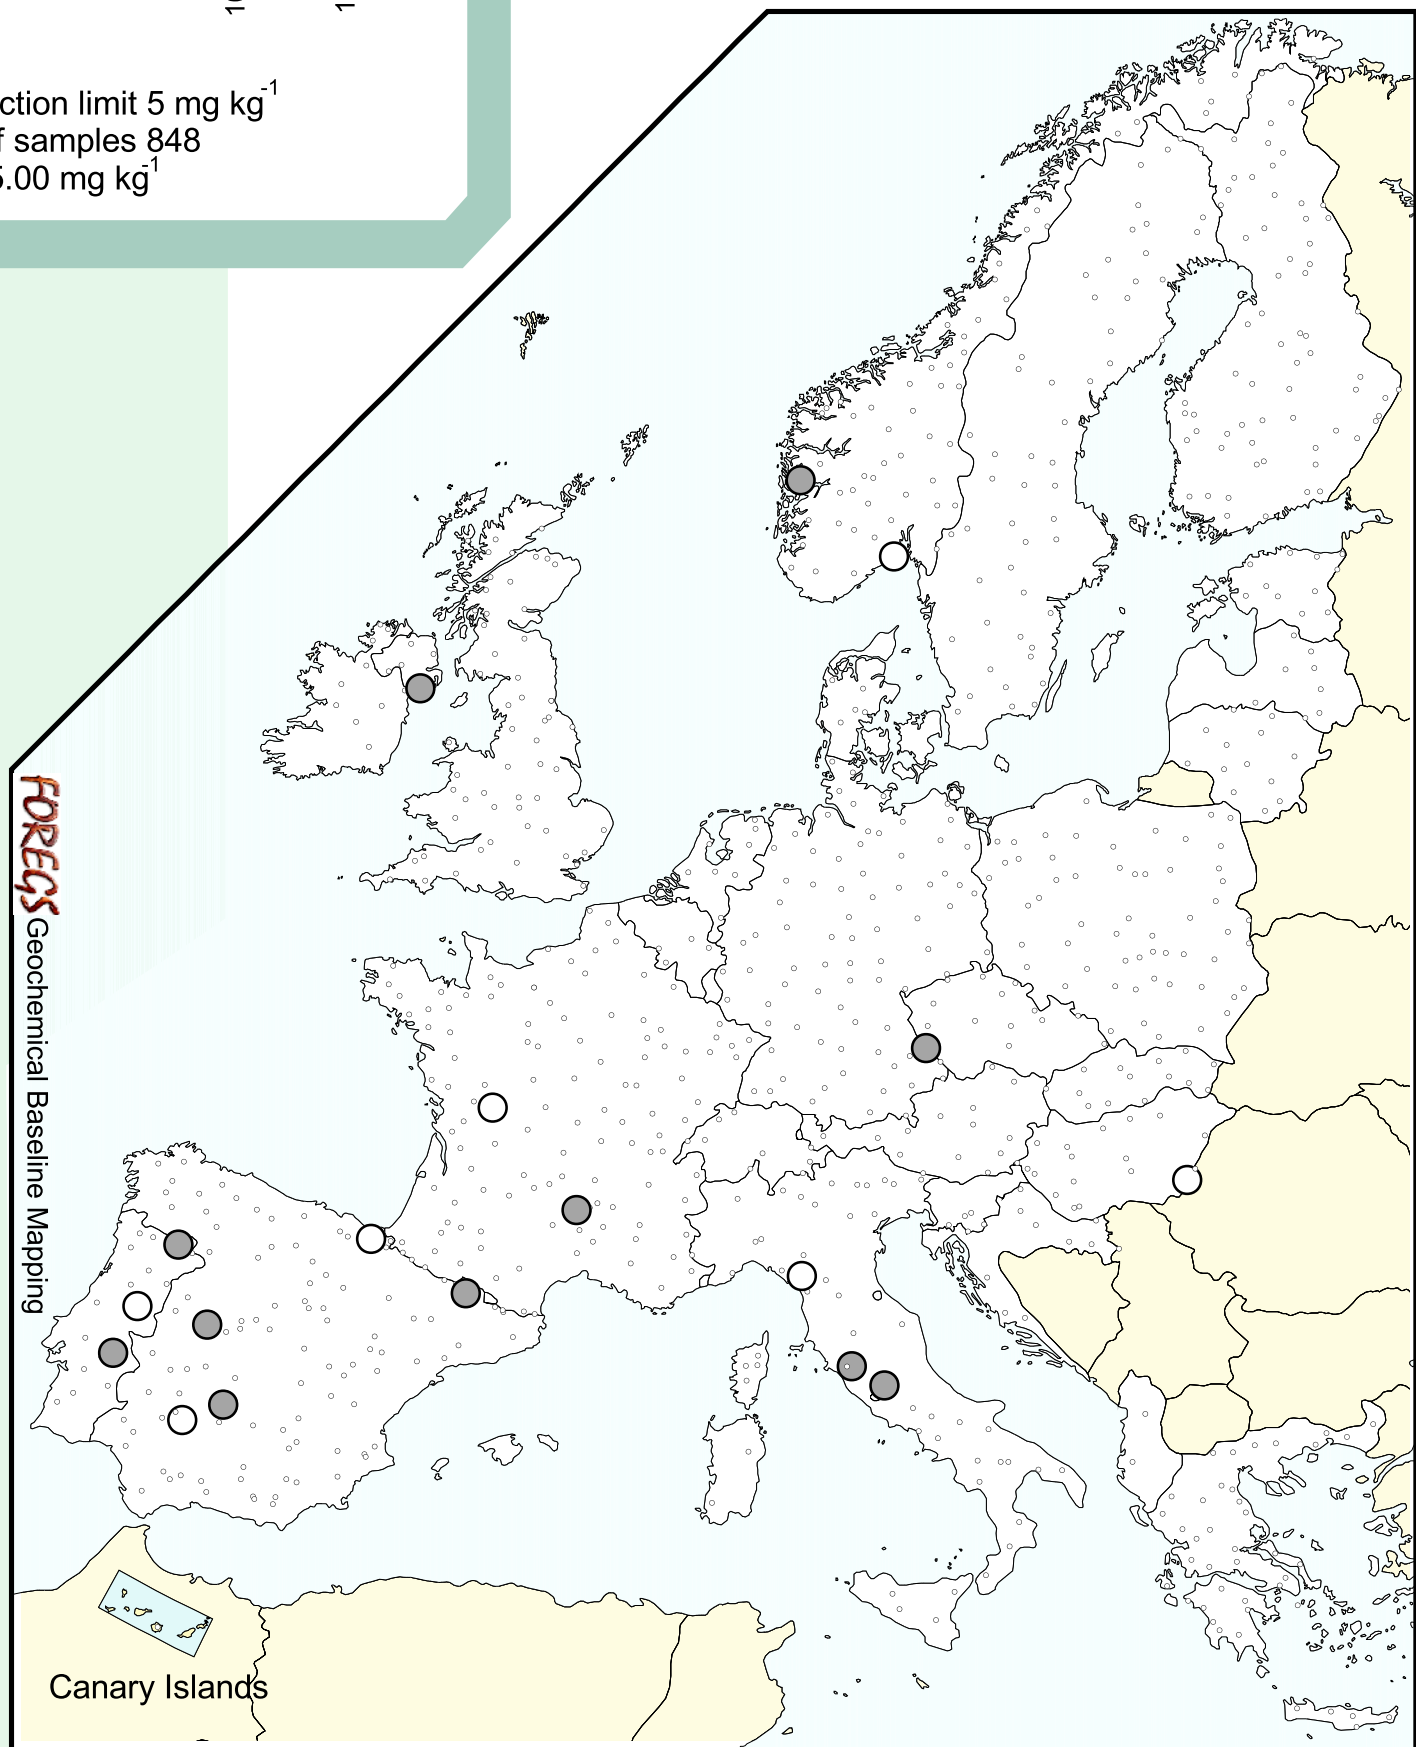 ction limit 5 mg kg-1
f samples 848
5.00 mg kg-1
FOREGS Geochemical Baseline Mapping
Canary Islands